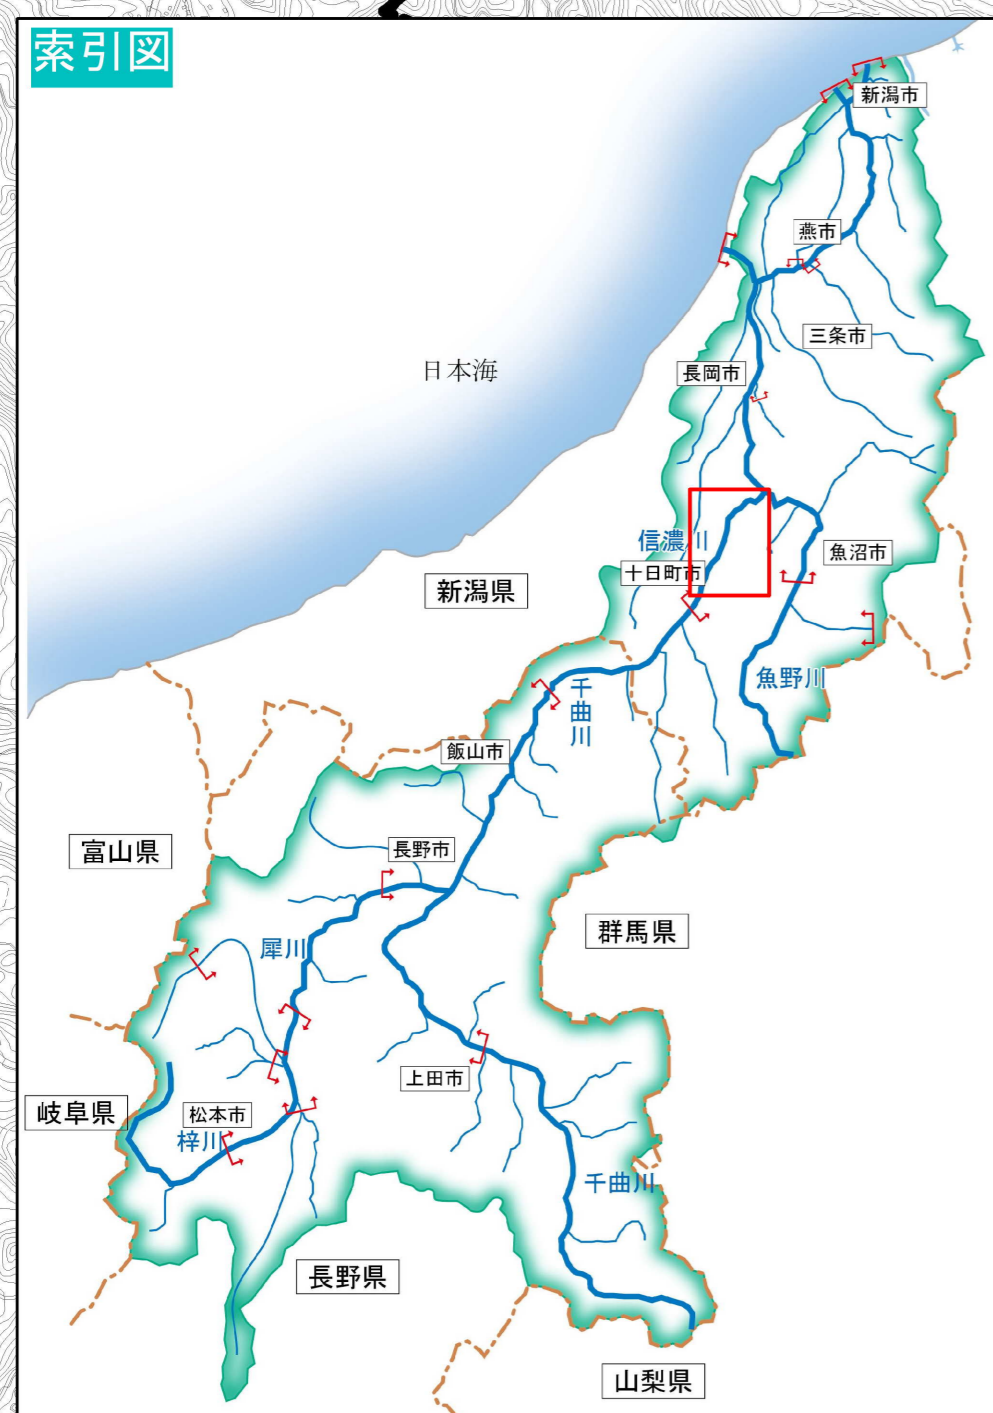 索引図
新潟市
燕市
三条市
日本海
長岡市
信濃川
魚沼市
十日町市
新潟県
魚野川
千曲川
飯山市
富山県
長野市
群馬県
犀川
上田市
岐阜県
松本市
梓川
千曲川
長野県
山梨県